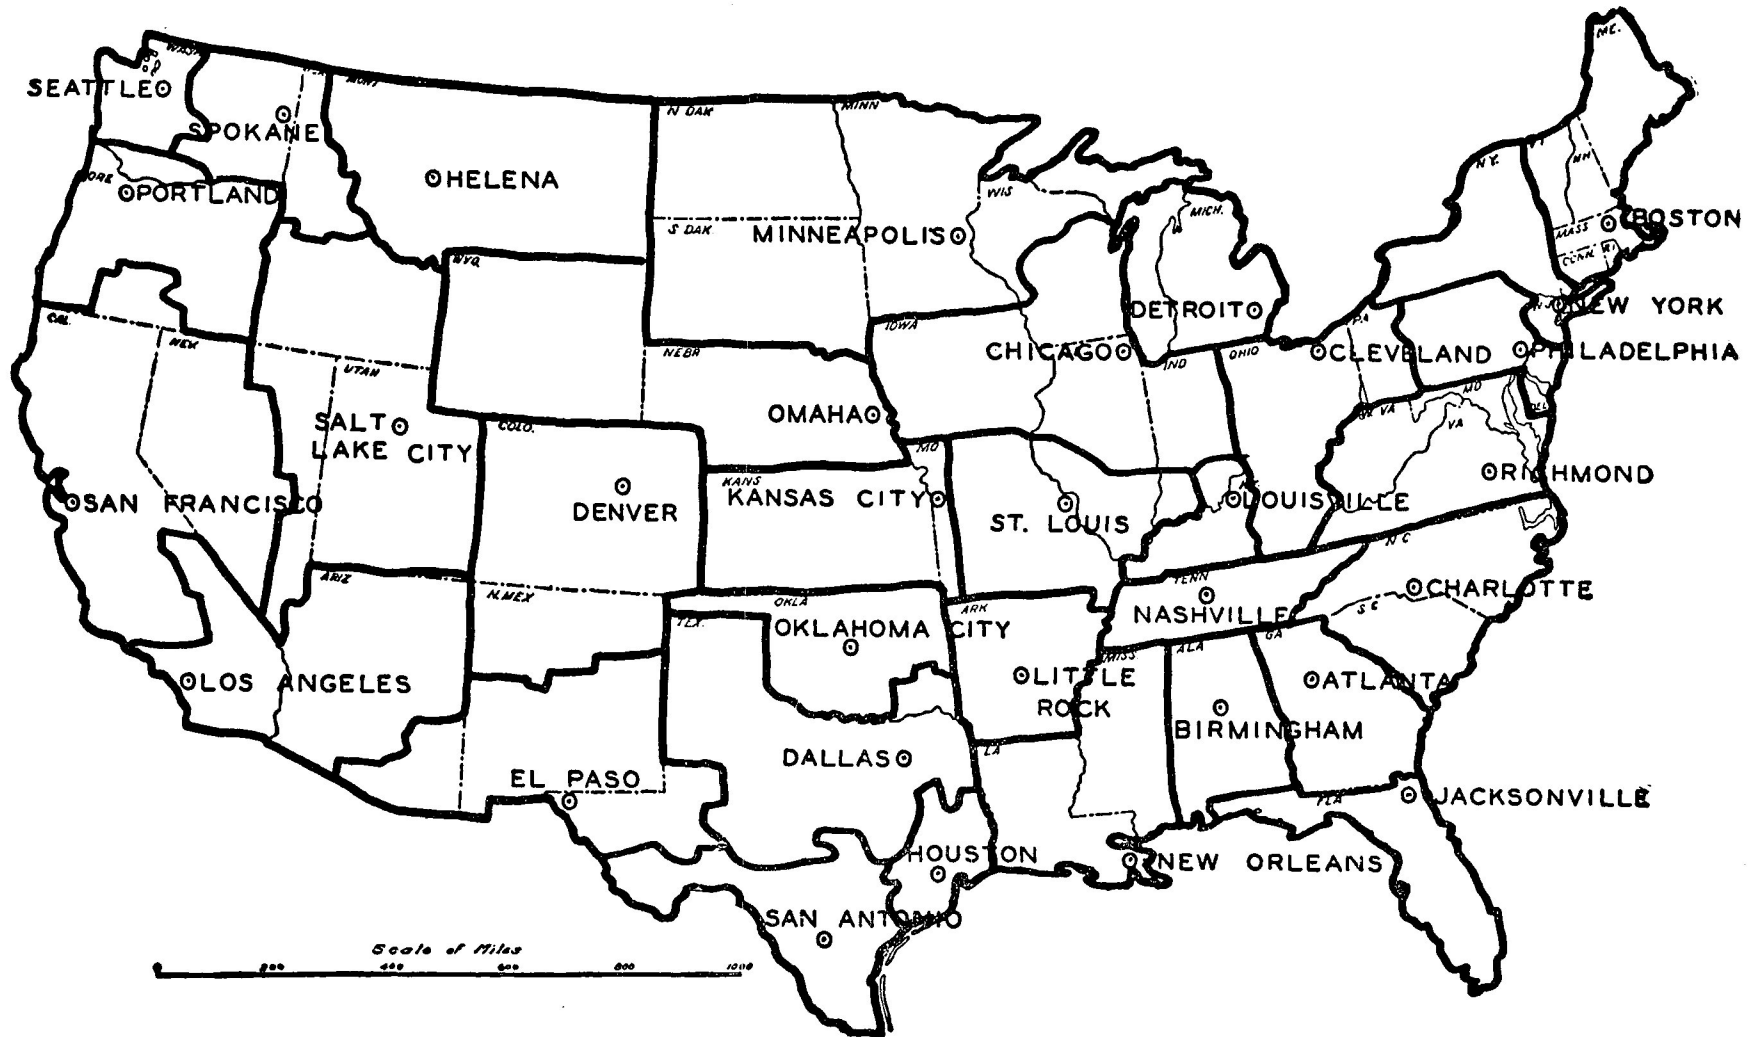 ME.
WASH
MONT
N DAK
MINN
SEATTLE
SPOKANE
N.Y.
VT
NH
ORE
PORTLAND
HELENA
WIS
MICH.
S DAK
MINNEAPOLIS
MASS
BOSTON
CONN
RI
WYO.
DETROIT
N.J.
NEW YORK
CAL.
NEV
IOWA
PA
NEBR
CHICAGO
IND
OHIO
CLEVELAND
PHILADELPHIA
UTAH
MD
DEL
SALT
LAKE CITY
COLO.
OMAHA
MO
W VA
VA
KANS
KANSAS CITY
RICHMOND
SAN FRANCISCO
DENVER
ST. LOUIS
KY.
LOUISVILLE
N C
ARIZ
N.MEX
OKLA
ARK
TENN
NASHVILLE
CHARLOTTE
S C
TEX.
OKLAHOMA CITY
MISS
ALA
GA
LOS ANGELES
LITTLE
ROCK
ATLANTA
BIRMINGHAM
LA
DALLAS
EL PASO
FLA
JACKSONVILLE
HOUSTON
NEW ORLEANS
SAN ANTONIO
Scale of Miles
0 200 400 600 800 1000